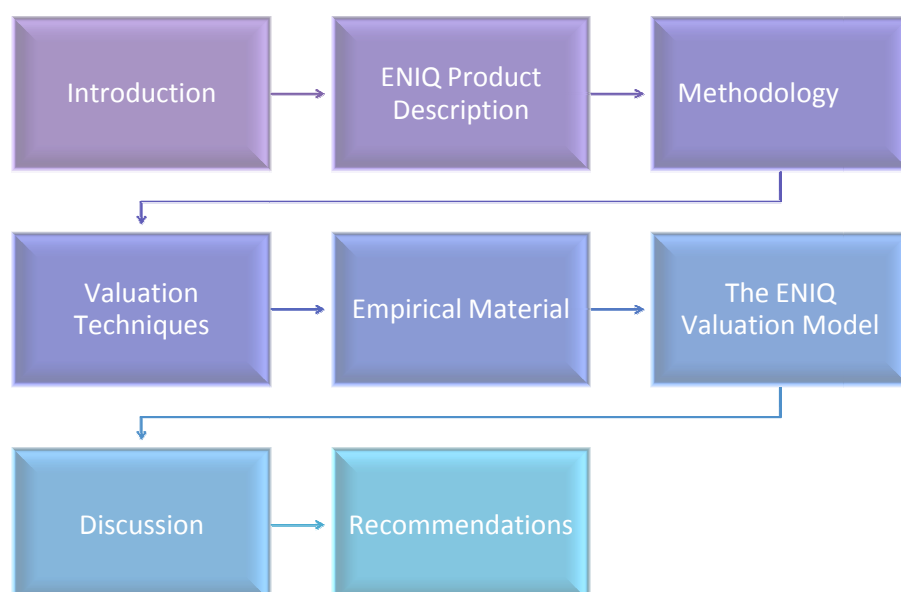 Introduction
ENIQ Product
Description
Methodology
Valuation
Techniques
Empirical Material
The ENIQ
Valuation Model
Discussion
Recommendations